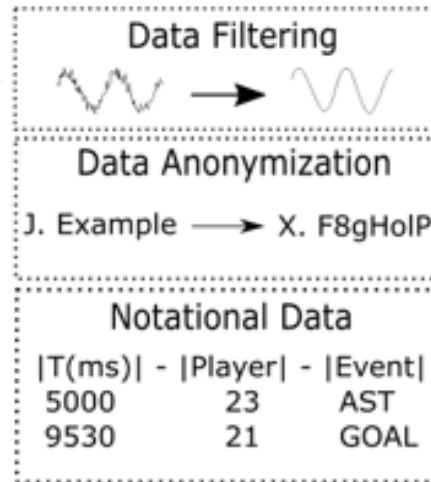 Data Filtering
Data Anonymization
J. Example X. F8gHolP
Notational Data
|T(ms)| - |Player| - |Event|
5000 23 AST
9530 21 GOAL